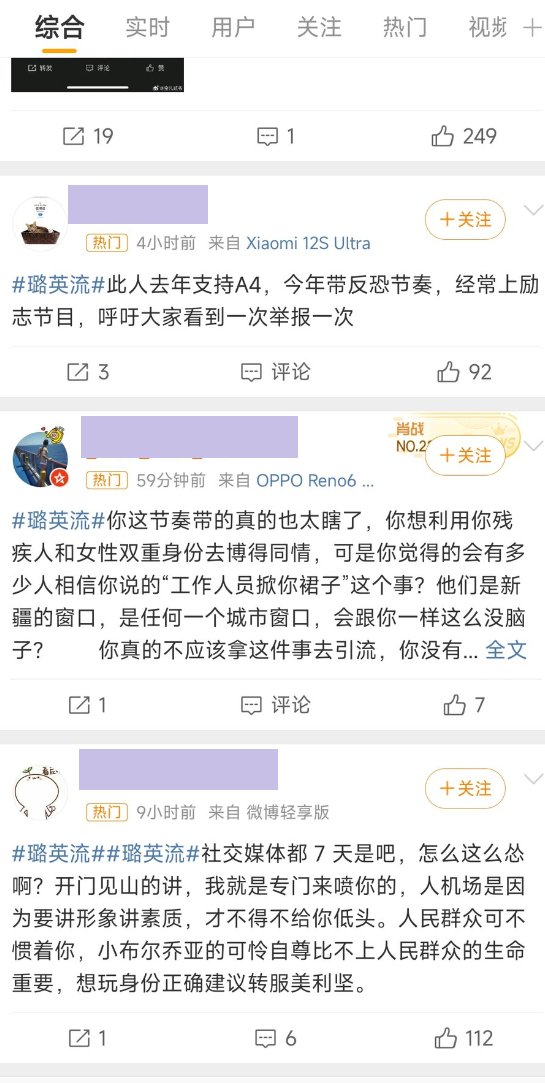 综合 实时 用户 关注 热门 视频
转发 评论 赞
19 1 249
+关注
热门 4小时前 来自 Xiaomi 12S Ultra
#璐英流#此人去年支持A4，今年带反恐节奏，经常上励
志节目，呼吁大家看到一次举报一次
3 评论 92
肖战
NO.2
+关注
热门 59分钟前 来自 OPPO Reno6 ...
#璐英流#你这节奏带的真的也太瞎了，你想利用你残
疾人和女性双重身份去博得同情，可是你觉得的会有多
少人相信你说的“工作人员掀你裙子”这个事？他们是新
疆的窗口，是任何一个城市窗口，会跟你一样这么没脑
子？ 你真的不应该拿这件事去引流，你没有... 全文
1 评论 7
+关注
热门 9小时前 来自 微博轻享版
#璐英流##璐英流#社交媒体都 7 天是吧，怎么这么怂
啊？开门见山的讲，我就是专门来喷你的，人机场是因
为要讲形象讲素质，才不得不给你低头。人民群众可不
惯着你，小布尔乔亚的可怜自尊比不上人民群众的生命
重要，想玩身份正确建议转服美利坚。
1 6 112